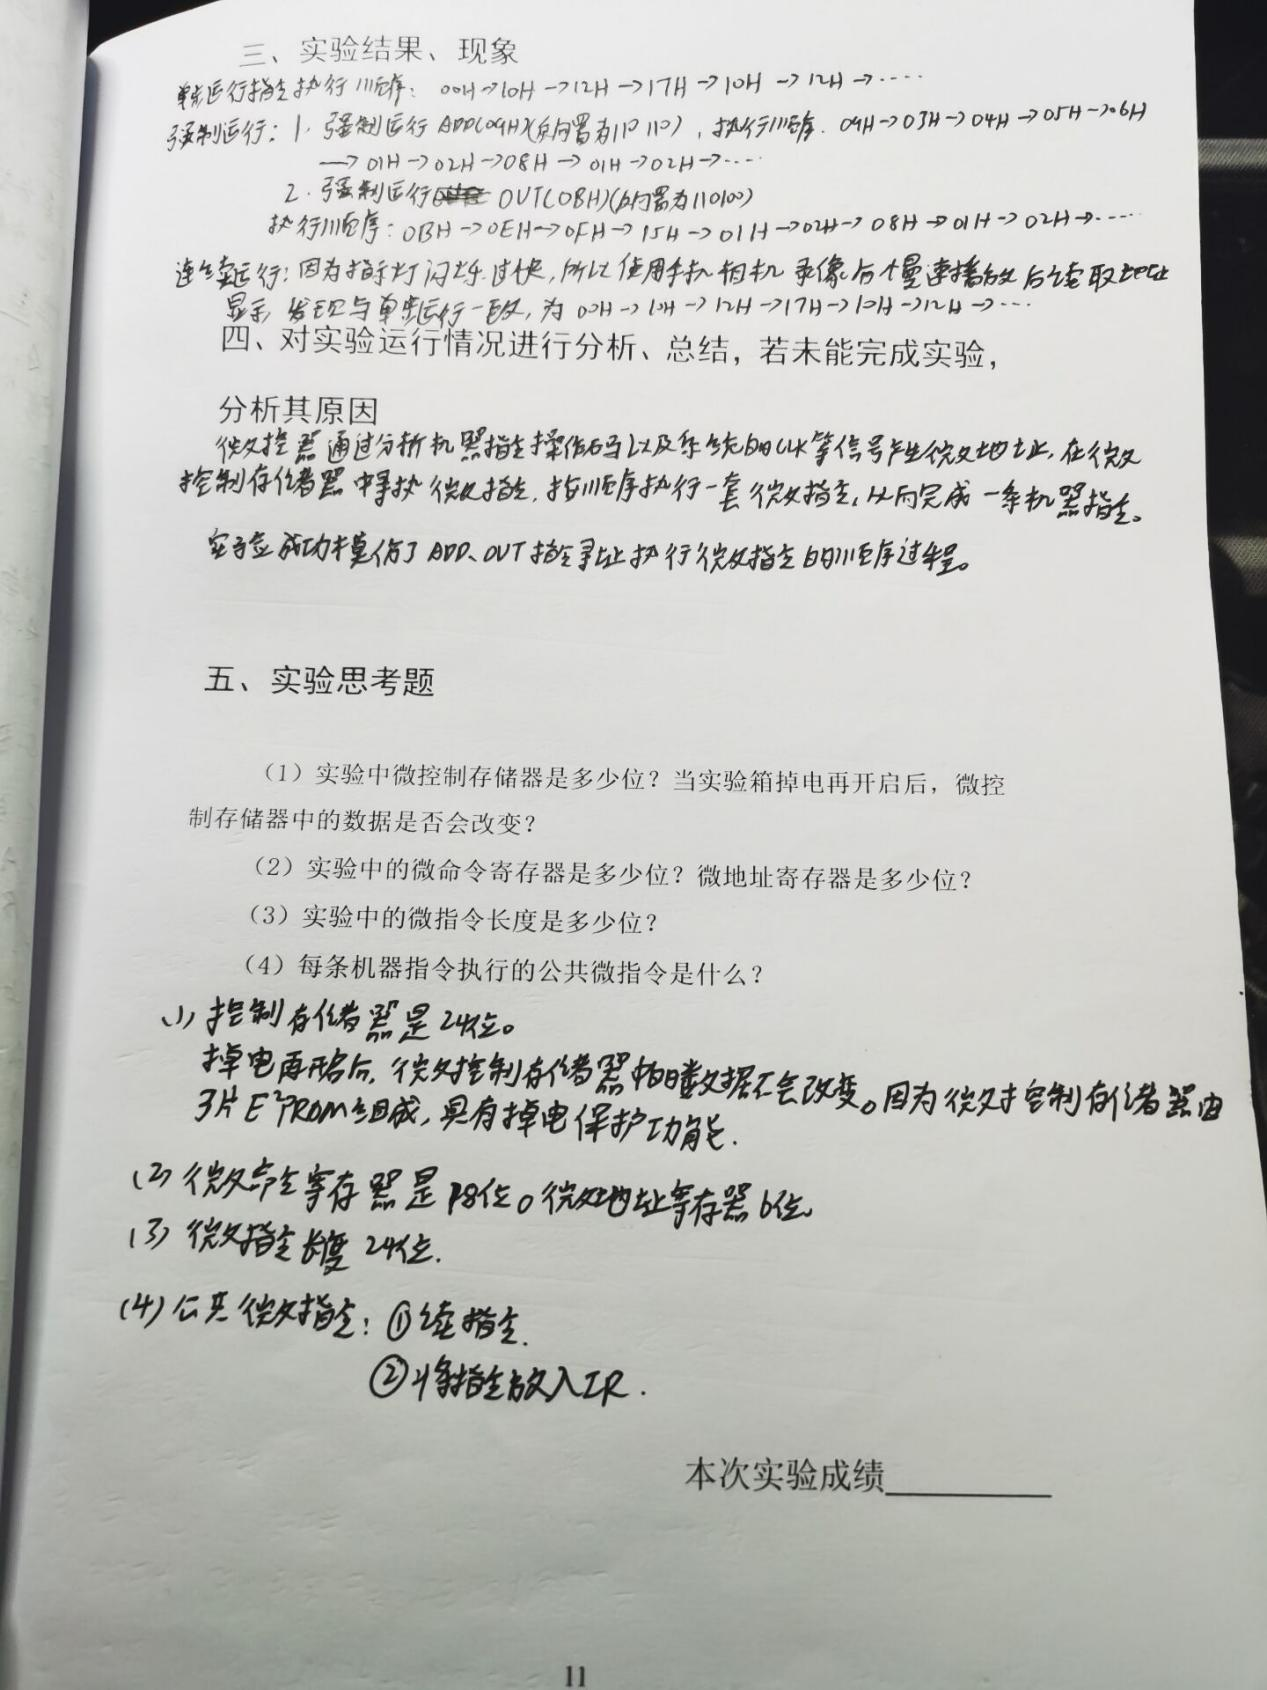 三、实验结果、现象
单步运行指令执行顺序： 00H→10H→12H→17H→10H→12H→····
强制运行：1. 强制运行ADD(09H)(反向置为110110)，执行顺序. 09H→03H→04H→05H→06H
→01H→02H→08H→01H→02H→····
2. 强制运行 OUT(0BH)(反向置为110100)
执行顺序：0BH→0EH→0FH→15H→01H→02H→08H→01H→02H→····
连续运行：因为指示灯闪烁过快，所以使用手机相机录像后慢速播放后读取地址
显示，发现与单步运行一致，为00H→10H→12H→17H→10H→12H→···
四、对实验运行情况进行分析、总结，若未能完成实验，
分析其原因
微控器通过分析机器指令操作码以及系统的CLK等信号产生微地址，在微
控制存储器中寻找微指令，按顺序执行一套微指令，从而完成一条机器指令。
实验成功模仿了ADD、OUT指令寻址执行微指令的顺序过程。
五、实验思考题
（1）实验中微控制存储器是多少位？当实验箱掉电再开启后，微控
制存储器中的数据是否会改变？
（2）实验中的微命令寄存器是多少位？微地址寄存器是多少位？
（3）实验中的微指令长度是多少位？
（4）每条机器指令执行的公共微指令是什么？
(1) 控制存储器是24位。
掉电再开启后，微控制存储器中的数据不会改变。因为微控制存储器由
3片E²PROM组成，具有掉电保护功能.
(2) 微命令寄存器是18位。微地址寄存器6位。
(3) 微指令长度24位.
(4) 公共微指令：①读指令.
②将指令放入IR.
本次实验成绩
11